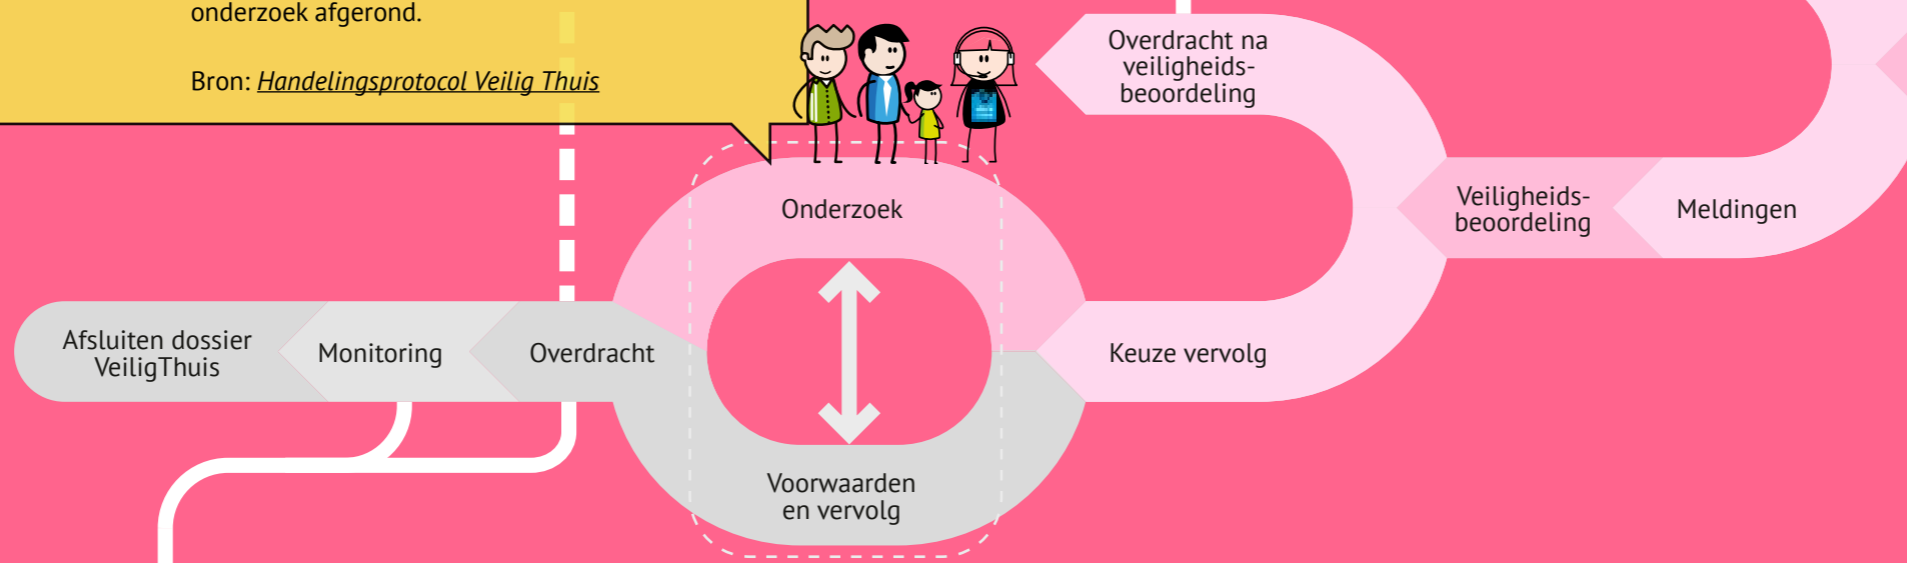 onderzoek afgerond.
Bron: Handelingsprotocol Veilig Thuis
Overdracht na
veiligheids-
beoordeling
Onderzoek
Veiligheids-
beoordeling
Meldingen
Afsluiten dossier
VeiligThuis
Monitoring
Overdracht
Keuze vervolg
Voorwaarden
en vervolg